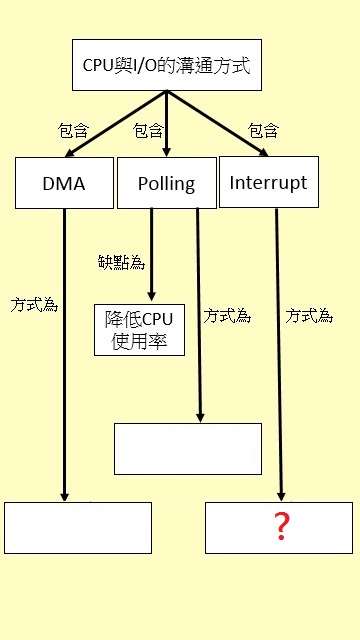 CPU與I/O的溝通方式
包含
包含
包含
DMA
Polling
Interrupt
缺點為
方式為
降低CPU
使用率
方式為
方式為
?